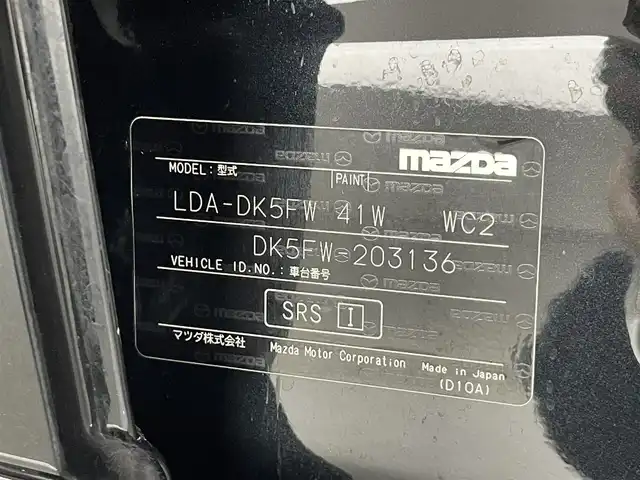 mazda
MODEL：型式 PAINT
LDA-DK5FW 41W WC2
DK5FW-203136
VEHICLE ID.NO.：車台番号
SRS I
マツダ株式会社 Mazda Motor Corporation Made in Japan
(D10A)